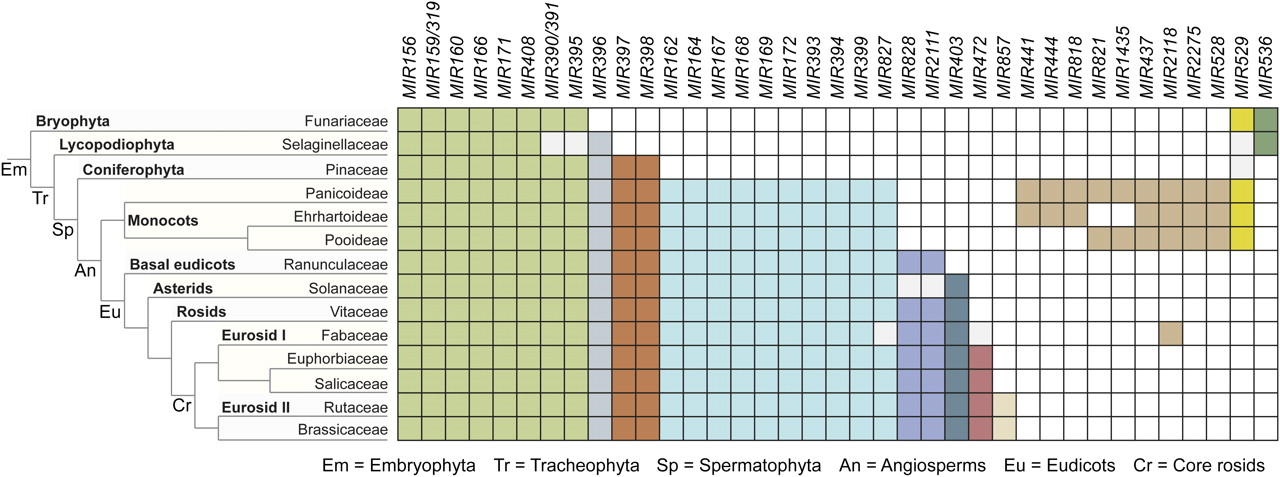 MIR156 MIR159/319 MIR160 MIR166 MIR171 MIR408 MIR390/391 MIR395 MIR396 MIR397 MIR398 MIR162 MIR164 MIR167 MIR168 MIR169 MIR172 MIR393 MIR394 MIR399 MIR827 MIR828 MIR2111 MIR403 MIR472 MIR857 MIR441 MIR444 MIR818 MIR821 MIR1435 MIR437 MIR2118 MIR2275 MIR528 MIR529 MIR536
Bryophyta Funariaceae
Lycopodiophyta Selaginellaceae
Em Coniferophyta Pinaceae
Tr Panicoideae
Monocots Ehrhartoideae
Sp Pooideae
An Basal eudicots Ranunculaceae
Asterids Solanaceae
Eu Rosids Vitaceae
Eurosid I Fabaceae
Euphorbiaceae
Salicaceae
Cr Eurosid II Rutaceae
Brassicaceae
Em = Embryophyta Tr = Tracheophyta Sp = Spermatophyta An = Angiosperms Eu = Eudicots Cr = Core rosids